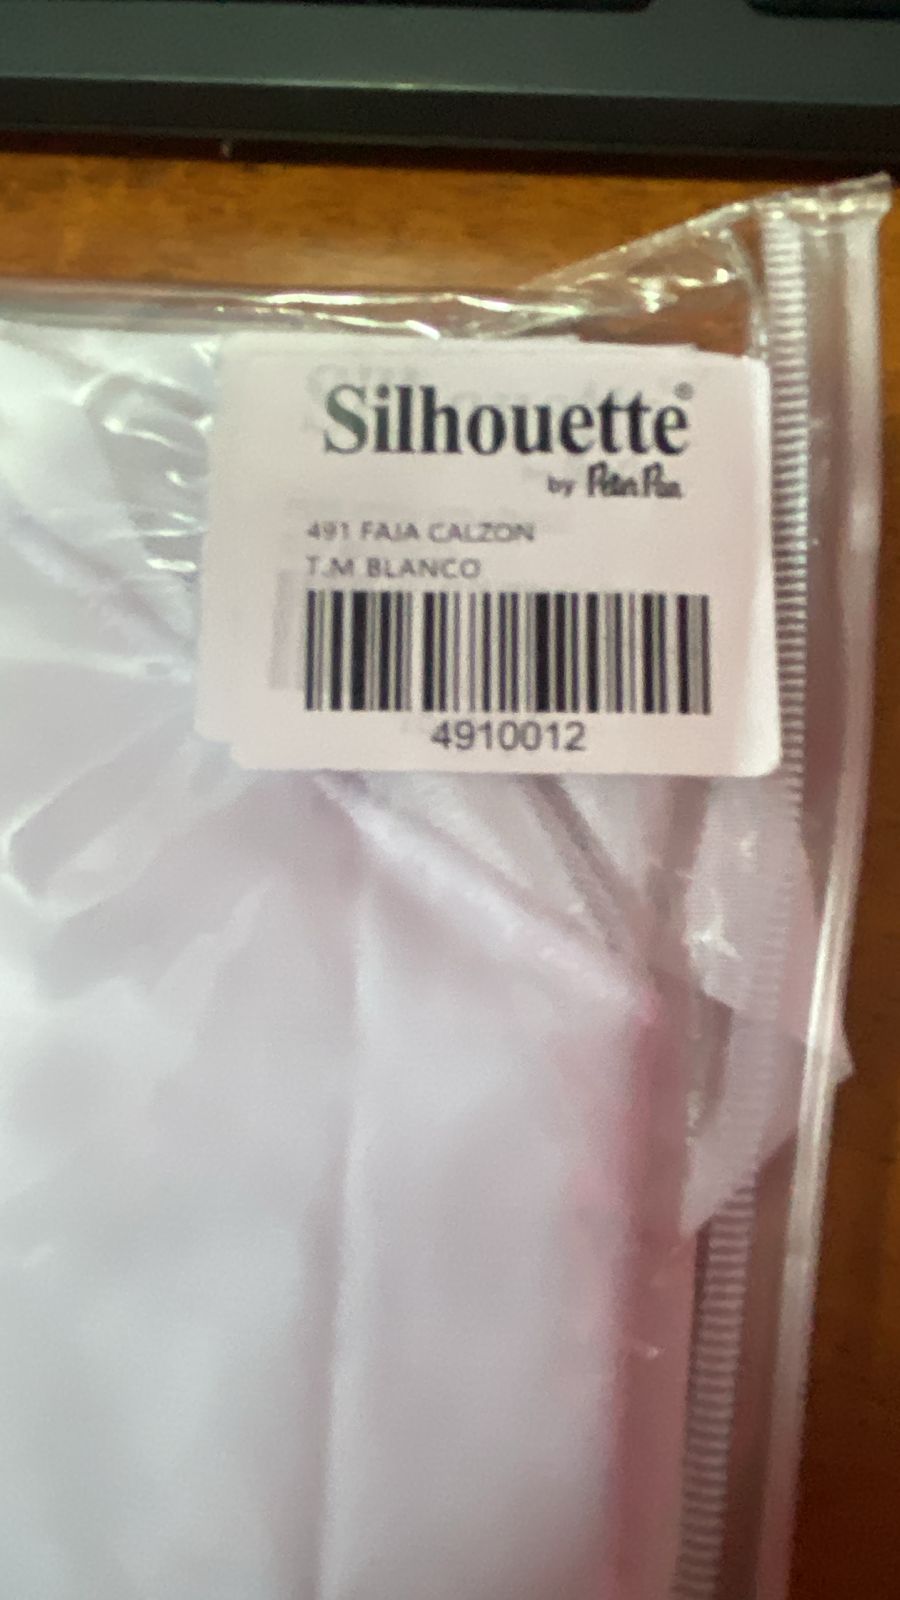 Silhouette®
by Peter Pan
491 FAJA CALZON
T.M BLANCO
4910012